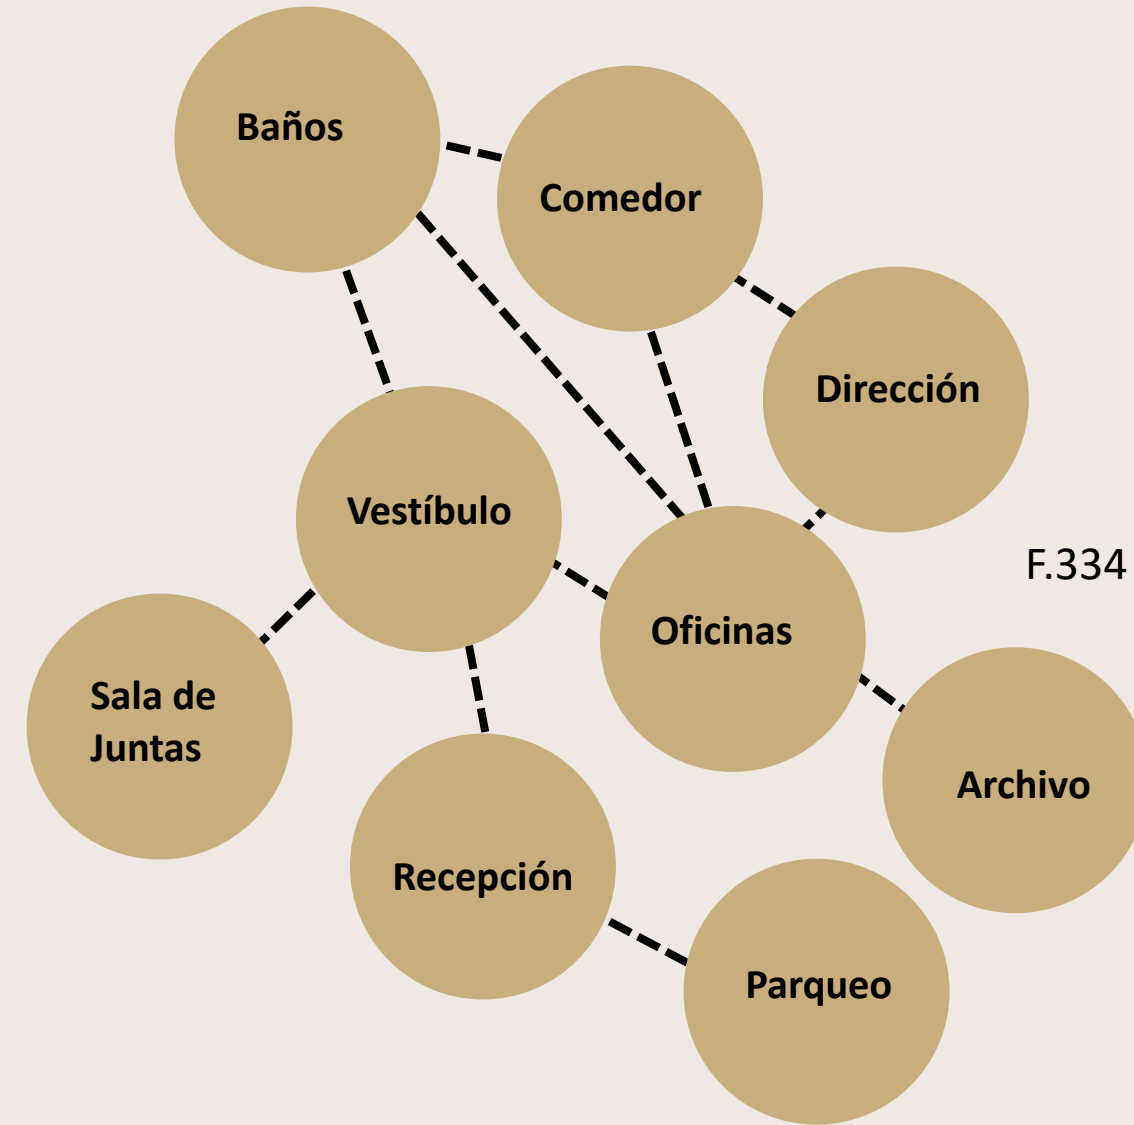 Baños
Comedor
Dirección
Vestíbulo
F.334
Oficinas
Sala de
Juntas
Archivo
Recepción
Parqueo